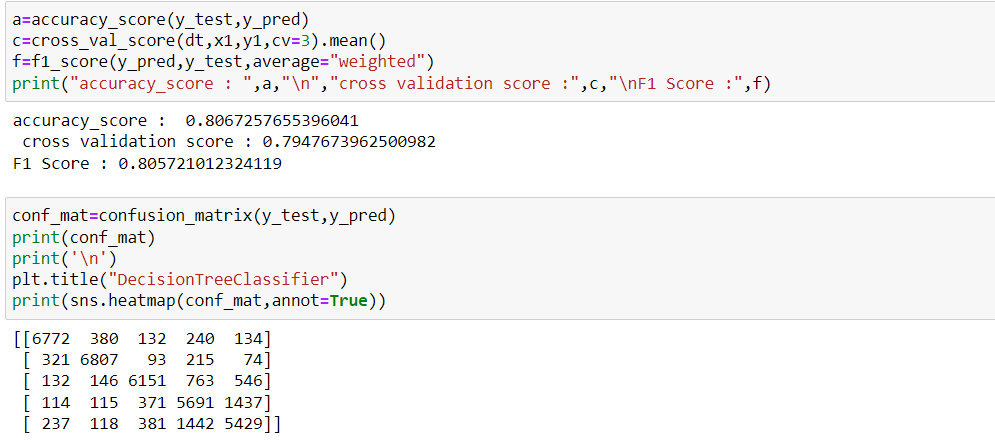 a=accuracy_score(y_test,y_pred)
c=cross_val_score(dt,x1,y1,cv=3).mean()
f=f1_score(y_pred,y_test,average="weighted")
print("accuracy_score : ",a,"\n","cross validation score :",c,"\nF1 Score :",f)
accuracy_score :  0.8067257655396041
 cross validation score : 0.7947673962500982
F1 Score : 0.805721012324119
conf_mat=confusion_matrix(y_test,y_pred)
print(conf_mat)
print('\n')
plt.title("DecisionTreeClassifier")
print(sns.heatmap(conf_mat,annot=True))
[[6772  380  132  240  134]
 [ 321 6807   93  215   74]
 [ 132  146 6151  763  546]
 [ 114  115  371 5691 1437]
 [ 237  118  381 1442 5429]]